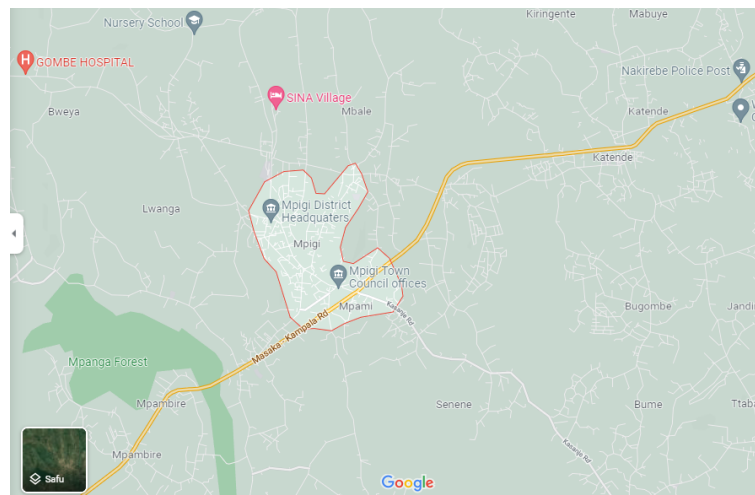 Kiringente
Mabuye
Nursery School
H
GOMBE HOSPITAL
Nakirebe Police Post
SINA Village
Bweya
Mbale
Katende
Katende
Lwanga
Mpigi District
Headquaters
Mpigi
Mpigi Town
Council offices
Mpami
Bugombe
Jandi
Masaka - Kampala Rd
Kasanje Rd
Mpanga Forest
Mpambire
Senene
Bume
Ttaba
Mpambire
Kasanje Rd
Safu
Google